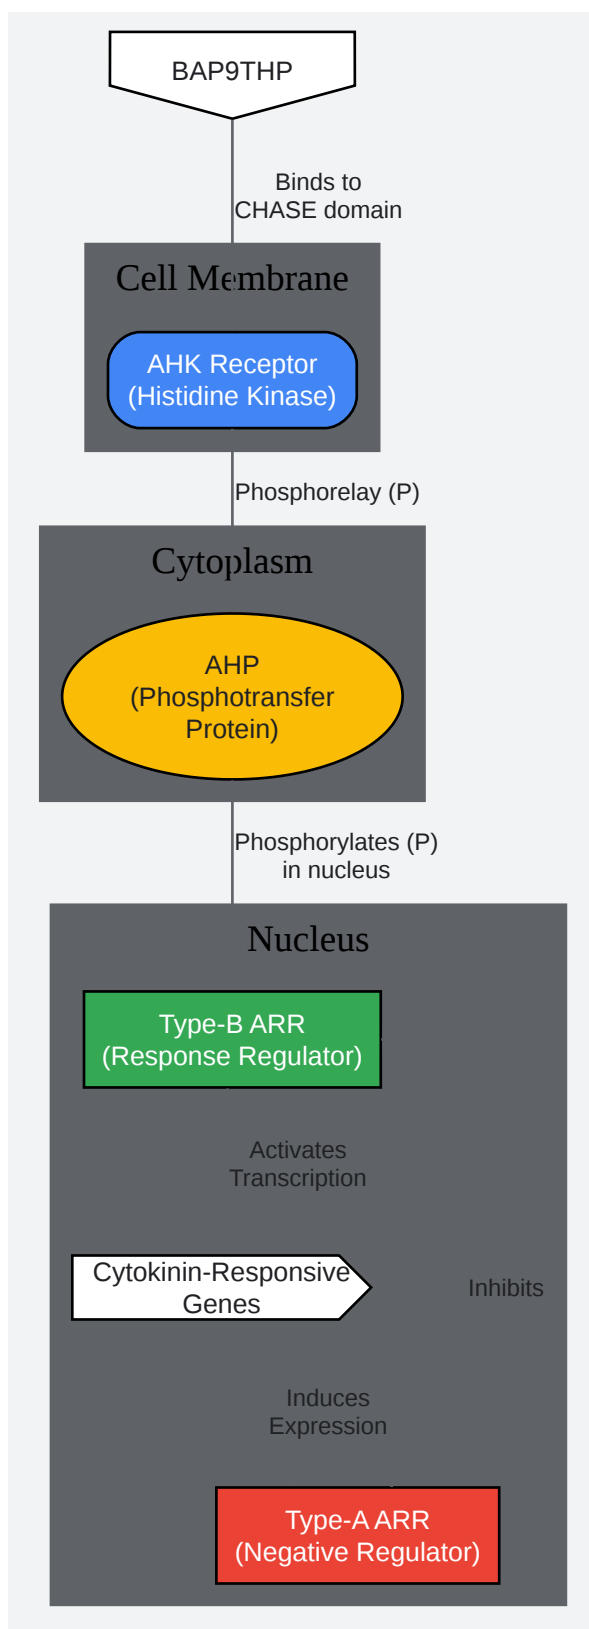 BAP9THP
Binds to
CHASE domain
Cell Membrane
AHK Receptor
(Histidine Kinase)
Phosphorelay (P)
Cytoplasm
AHP
(Phosphotransfer
Protein)
Phosphorylates (P)
in nucleus
Nucleus
Type-B ARR
(Response Regulator)
Activates
Transcription
Cytokinin-Responsive
Genes
Inhibits
Induces
Expression
Type-A ARR
(Negative Regulator)